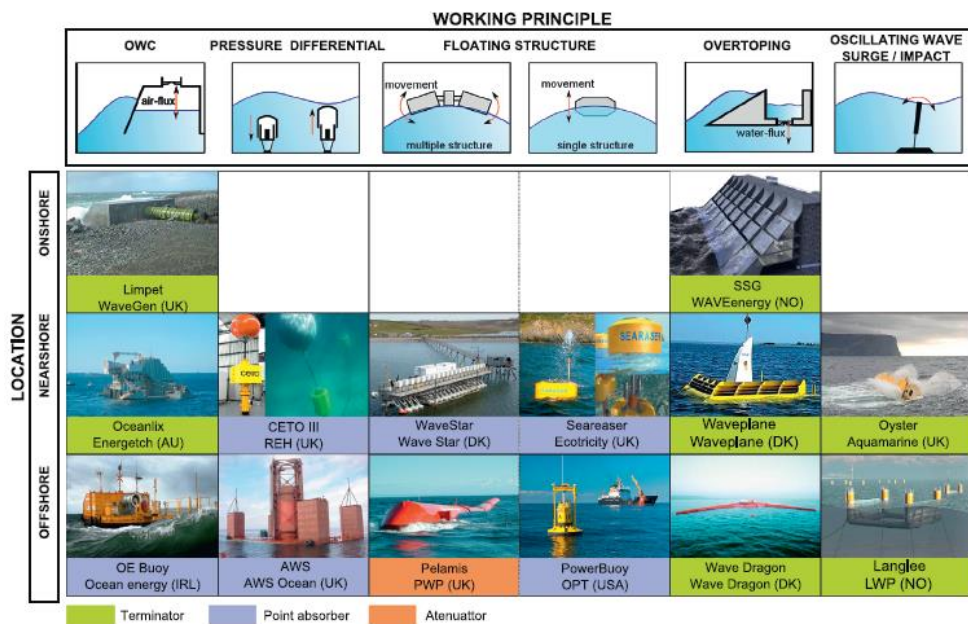 WORKING PRINCIPLE
OWC
PRESSURE DIFFERENTIAL
FLOATING STRUCTURE
OVERTOPING
OSCILLATING WAVE
SURGE / IMPACT
air-flux
movement
multiple structure
movement
single structure
water-flux
LOCATION
ONSHORE
Limpet
WaveGen (UK)
SSG
WAVEenergy (NO)
NEARSHORE
ceto
SEARASER
Oceanlix
Energetch (AU)
CETO III
REH (UK)
WaveStar
Wave Star (DK)
Seareaser
Ecotricity (UK)
Waveplane
Waveplane (DK)
Oyster
Aquamarine (UK)
OFFSHORE
OE Buoy
Ocean energy (IRL)
AWS
AWS Ocean (UK)
Pelamis
PWP (UK)
PowerBuoy
OPT (USA)
Wave Dragon
Wave Dragon (DK)
Langlee
LWP (NO)
Terminator
Point absorber
Atenuattor